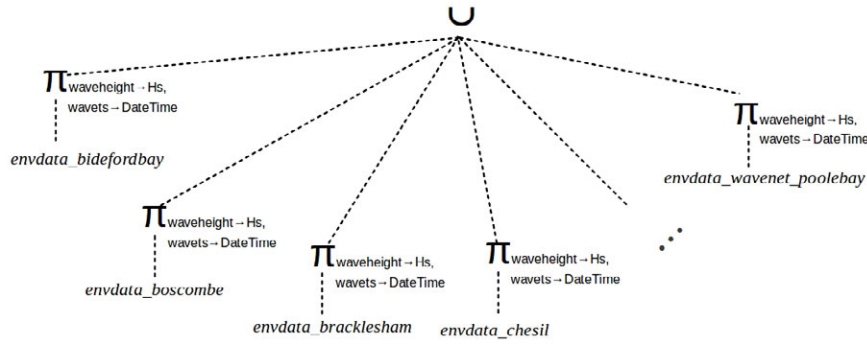 ∪
π waveheight→Hs,
wavets→DateTime
envdata_bidefordbay
π waveheight→Hs,
wavets→DateTime
envdata_wavenet_poolebay
π waveheight→Hs,
wavets→DateTime
envdata_boscombe
π waveheight→Hs,
wavets→DateTime
envdata_bracklesham
π waveheight→Hs,
wavets→DateTime
envdata_chesil
⋰